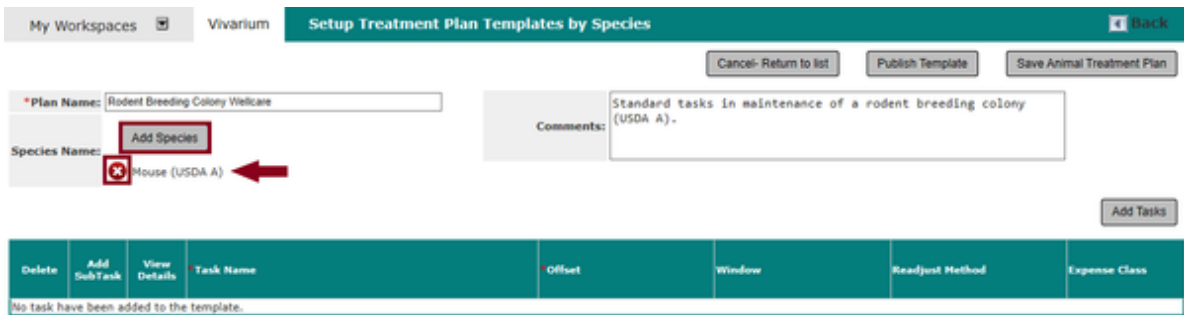 My Workspaces Vivarium Setup Treatment Plan Templates by Species Back
Cancel- Return to list Publish Template Save Animal Treatment Plan
*Plan Name: Rodent Breeding Colony Wellcare
Comments: Standard tasks in maintenance of a rodent breeding colony
(USDA A).
Species Name: Add Species
Mouse (USDA A)
Add Tasks
Delete Add SubTask View Details *Task Name *Offset Window Readjust Method Expense Class
No task have been added to the template.